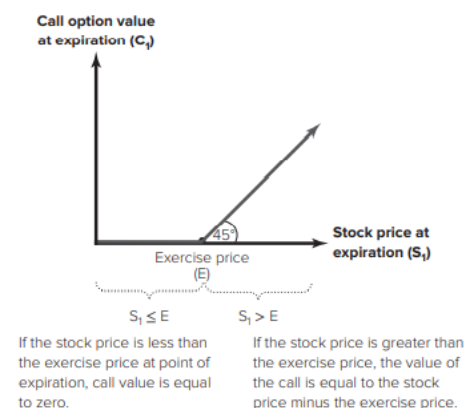 Call option value
at expiration (C₁)
45°
Stock price at
expiration (S₁)
Exercise price
(E)
S₁ ≤ E
S₁ > E
If the stock price is less than
the exercise price at point of
expiration, call value is equal
to zero.
If the stock price is greater than
the exercise price, the value of
the call is equal to the stock
price minus the exercise price.